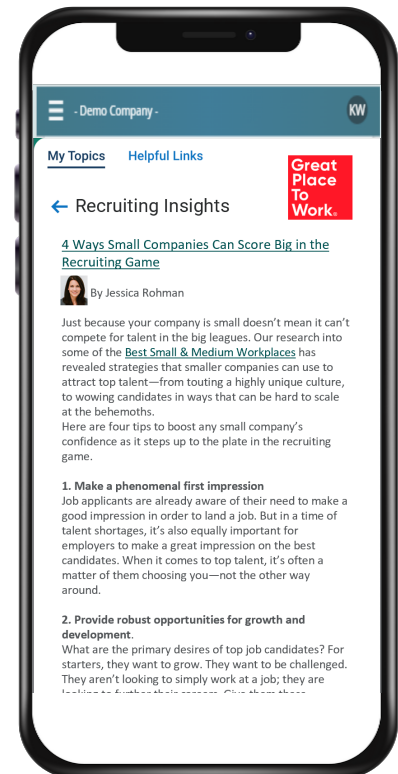 - Demo Company -
KW
My Topics
Helpful Links
Great
Place
To
Work.
Recruiting Insights
4 Ways Small Companies Can Score Big in the
Recruiting Game
By Jessica Rohman
Just because your company is small doesn’t mean it can’t
compete for talent in the big leagues. Our research into
some of the Best Small & Medium Workplaces has
revealed strategies that smaller companies can use to
attract top talent—from touting a highly unique culture,
to wowing candidates in ways that can be hard to scale
at the behemoths.
Here are four tips to boost any small company’s
confidence as it steps up to the plate in the recruiting
game.
1. Make a phenomenal first impression
Job applicants are already aware of their need to make a
good impression in order to land a job. But in a time of
talent shortages, it’s also equally important for
employers to make a great impression on the best
candidates. When it comes to top talent, it’s often a
matter of them choosing you—not the other way
around.
2. Provide robust opportunities for growth and
development.
What are the primary desires of top job candidates? For
starters, they want to grow. They want to be challenged.
They aren’t looking to simply work at a job; they are
looking to further their careers. Give them these